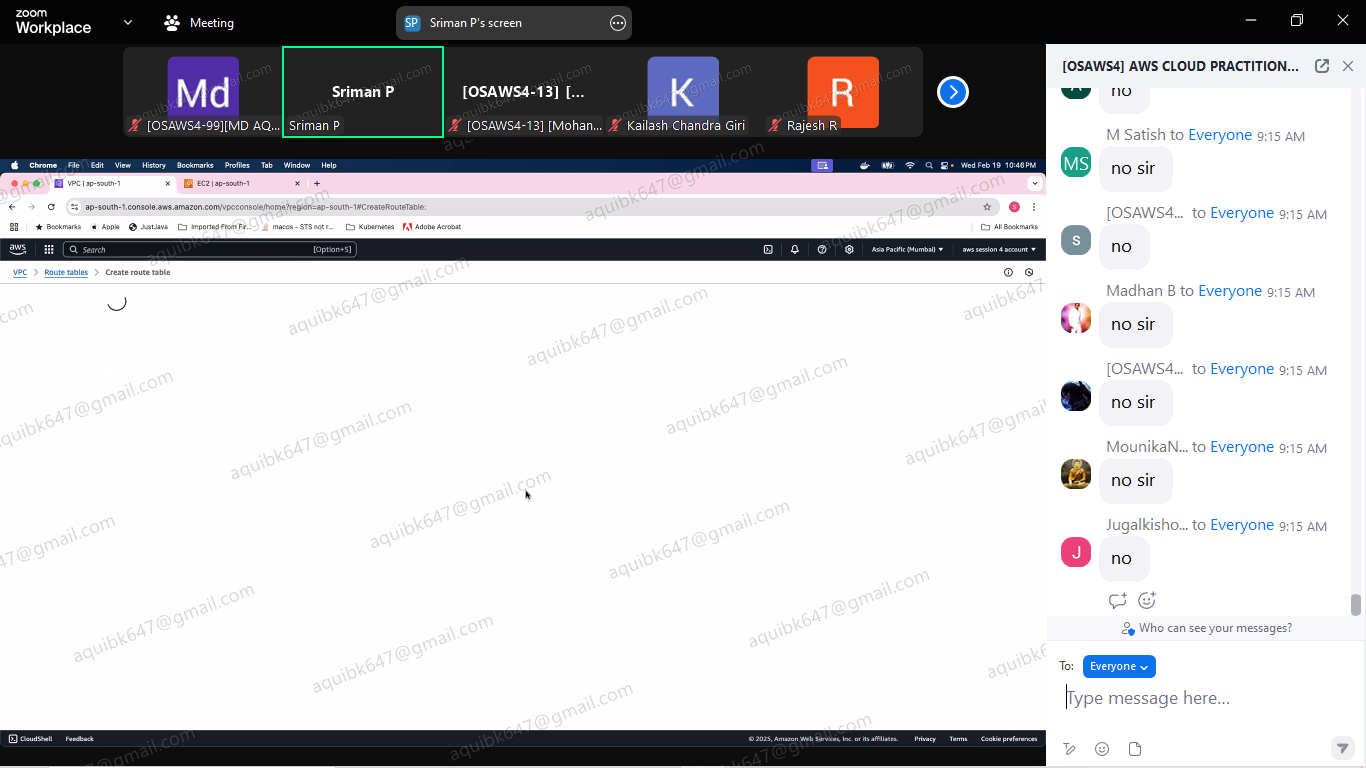 zoom
Workplace
Meeting
SP
Sriman P's screen
Md
[OSAWS4-99][MD AQ...
Sriman P
Sriman P
[OSAWS4-13] [...
[OSAWS4-13] [Mohan...
K
Kailash Chandra Giri
R
Rajesh R
Chrome File Edit View History Bookmarks Profiles Tab Window Help
Wed Feb 19 10:46 PM
VPC | ap-south-1
EC2 | ap-south-1
ap-south-1.console.aws.amazon.com/vpcconsole/home?region=ap-south-1#CreateRouteTable:
S
Bookmarks
Apple
JustJava
Imported From Fir...
macos - STS not r...
Kubernetes
Adobe Acrobat
All Bookmarks
aws
Search
[Option+S]
Asia Pacific (Mumbai)
aws session 4 account
VPC
Route tables
Create route table
CloudShell
Feedback
© 2025, Amazon Web Services, Inc. or its affiliates.
Privacy
Terms
Cookie preferences
[OSAWS4] AWS CLOUD PRACTITION...
no
M Satish to Everyone 9:15 AM
MS
no sir
[OSAWS4... to Everyone 9:15 AM
S
no
Madhan B to Everyone 9:15 AM
no sir
[OSAWS4... to Everyone 9:15 AM
no sir
MounikaN... to Everyone 9:15 AM
no sir
Jugalkisho... to Everyone 9:15 AM
J
no
Who can see your messages?
To:
Everyone
Type message here...
aquibk647@gmail.com